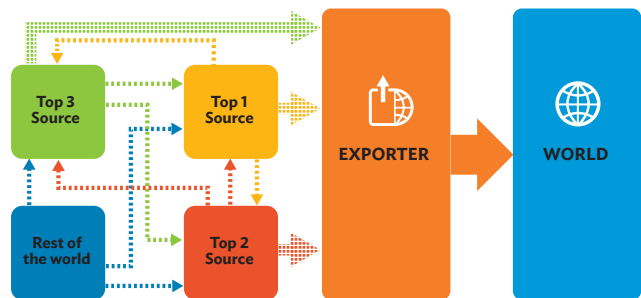 Top 3
Source
Top 1
Source
EXPORTER
WORLD
Rest of
the world
Top 2
Source